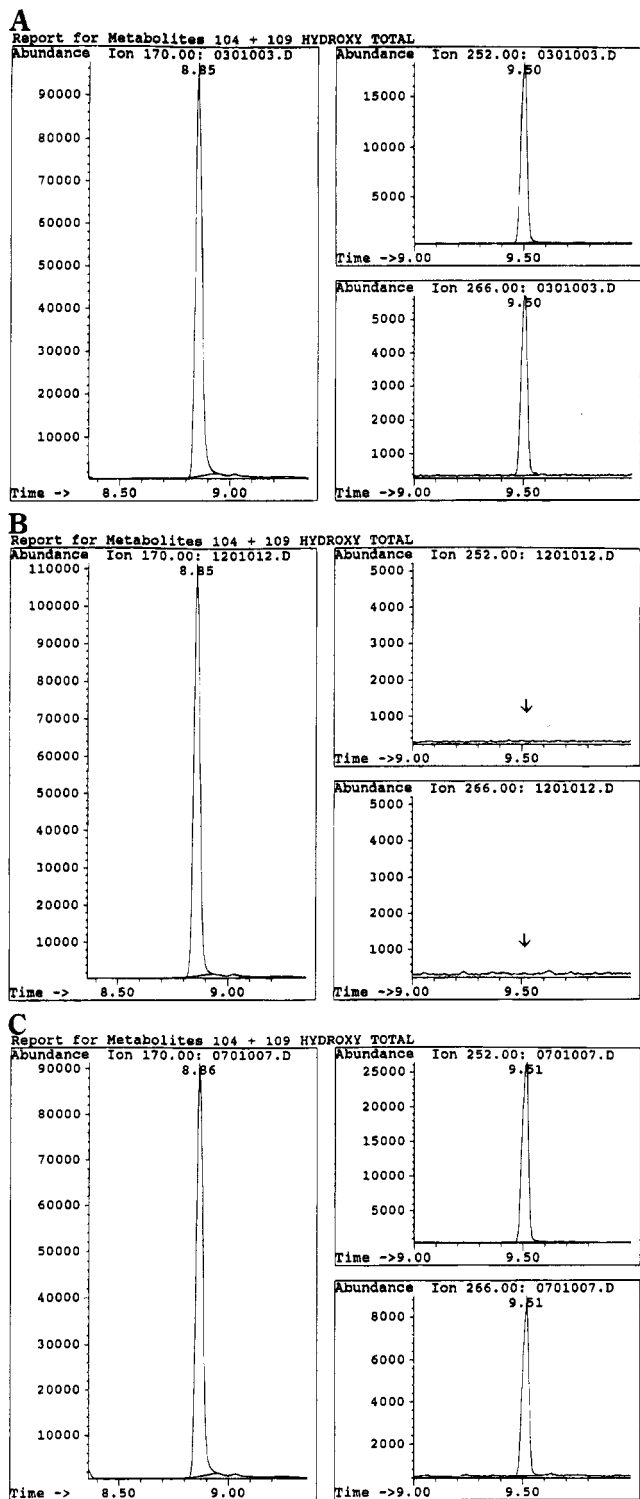 A
Report for Metabolites 104 + 109 HYDROXY TOTAL
Abundance Ion 170.00: 0301003.D
8.85
90000
80000
70000
60000
50000
40000
30000
20000
10000
Time -> 8.50 9.00
Abundance Ion 252.00: 0301003.D
9.50
15000
10000
5000
Time ->9.00 9.50
Abundance Ion 266.00: 0301003.D
9.50
5000
4000
3000
2000
1000
Time ->9.00 9.50
B
Report for Metabolites 104 + 109 HYDROXY TOTAL
Abundance Ion 170.00: 1201012.D
8.85
110000
100000
90000
80000
70000
60000
50000
40000
30000
20000
10000
Time -> 8.50 9.00
Abundance Ion 252.00: 1201012.D
5000
4000
3000
2000
1000
↓
Time ->9.00 9.50
Abundance Ion 266.00: 1201012.D
5000
4000
3000
2000
1000
↓
Time ->9.00 9.50
C
Report for Metabolites 104 + 109 HYDROXY TOTAL
Abundance Ion 170.00: 0701007.D
8.86
90000
80000
70000
60000
50000
40000
30000
20000
10000
Time -> 8.50 9.00
Abundance Ion 252.00: 0701007.D
9.51
25000
20000
15000
10000
5000
Time ->9.00 9.50
Abundance Ion 266.00: 0701007.D
9.51
8000
6000
4000
2000
Time ->9.00 9.50